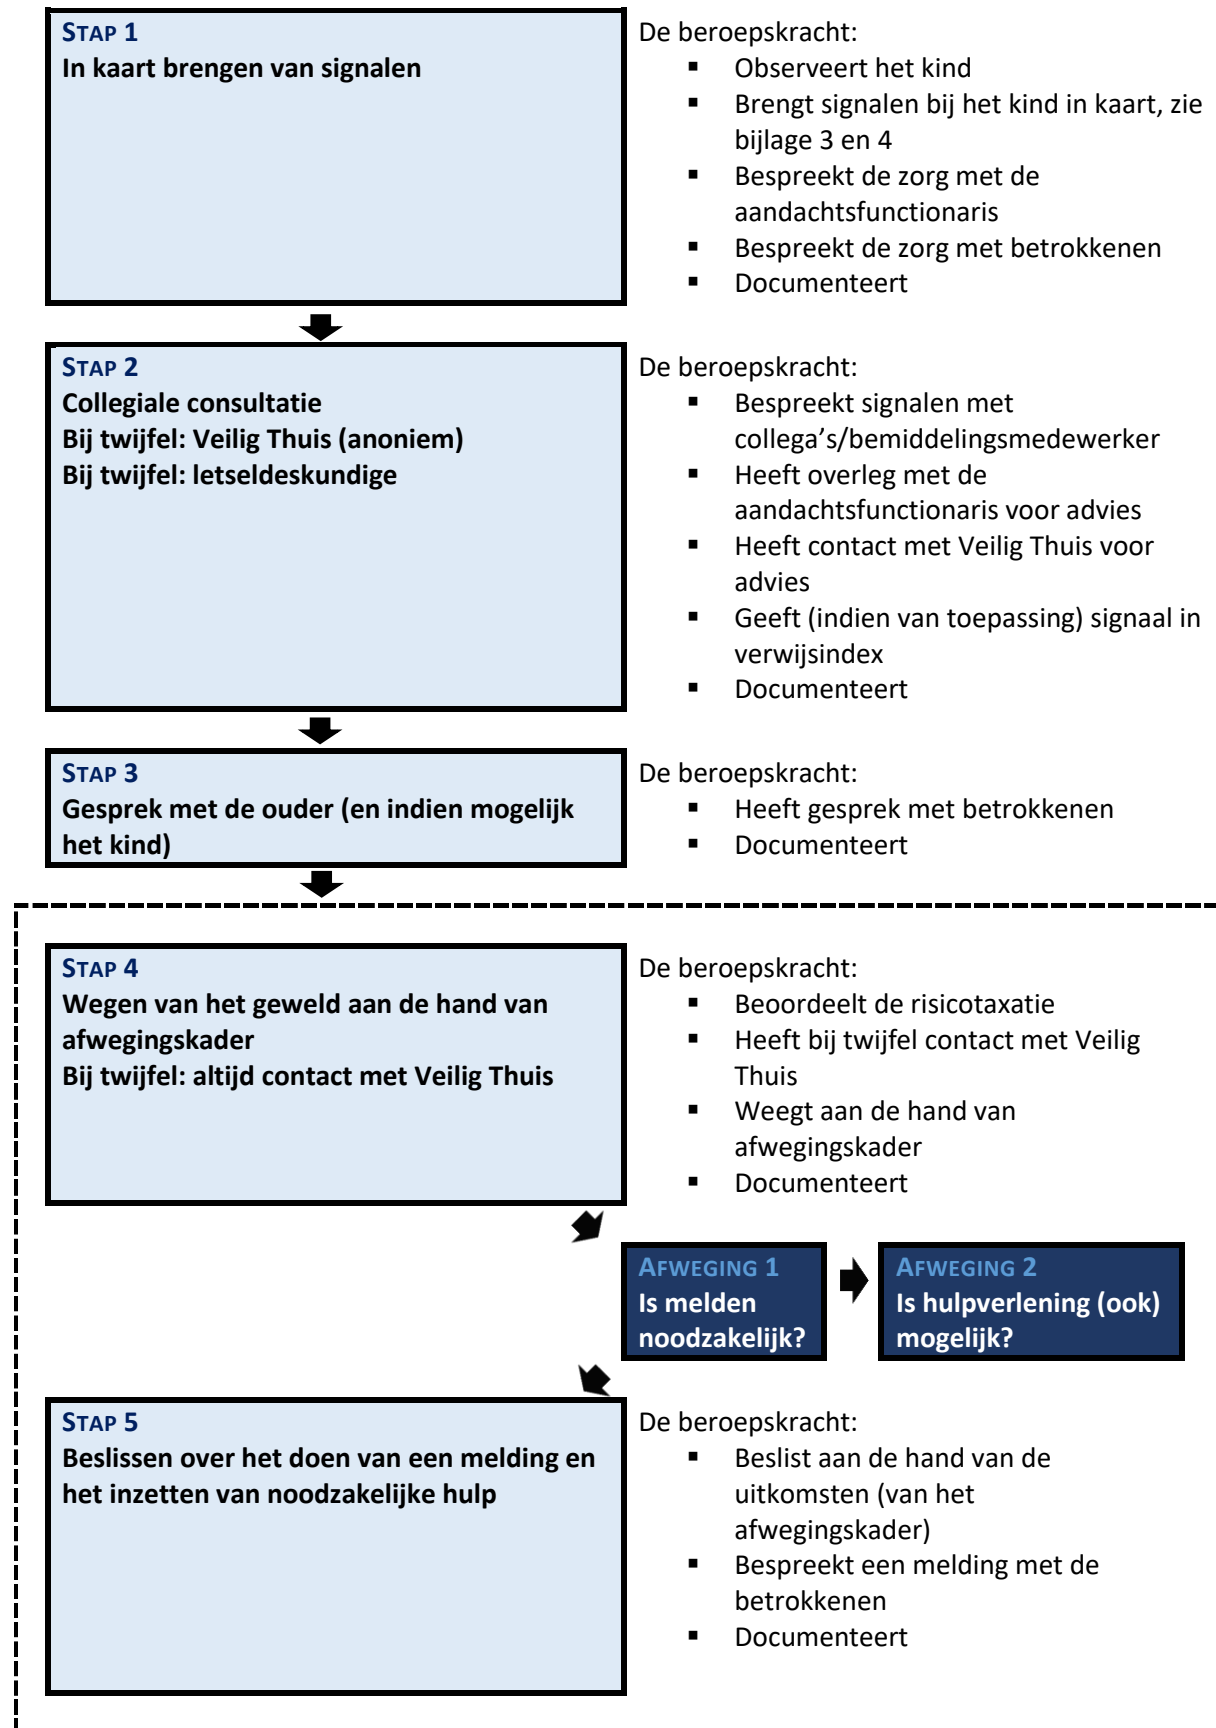 STAP 1
In kaart brengen van signalen
De beroepskracht:
▪ Observeert het kind
▪ Brengt signalen bij het kind in kaart, zie
bijlage 3 en 4
▪ Bespreekt de zorg met de
aandachtsfunctionaris
▪ Bespreekt de zorg met betrokkenen
▪ Documenteert
STAP 2
Collegiale consultatie
Bij twijfel: Veilig Thuis (anoniem)
Bij twijfel: letseldeskundige
De beroepskracht:
▪ Bespreekt signalen met
collega’s/bemiddelingsmedewerker
▪ Heeft overleg met de
aandachtsfunctionaris voor advies
▪ Heeft contact met Veilig Thuis voor
advies
▪ Geeft (indien van toepassing) signaal in
verwijsindex
▪ Documenteert
STAP 3
Gesprek met de ouder (en indien mogelijk
het kind)
De beroepskracht:
▪ Heeft gesprek met betrokkenen
▪ Documenteert
STAP 4
Wegen van het geweld aan de hand van
afwegingskader
Bij twijfel: altijd contact met Veilig Thuis
De beroepskracht:
▪ Beoordeelt de risicotaxatie
▪ Heeft bij twijfel contact met Veilig
Thuis
▪ Weegt aan de hand van
afwegingskader
▪ Documenteert
AFWEGING 1
Is melden
noodzakelijk?
AFWEGING 2
Is hulpverlening (ook)
mogelijk?
STAP 5
Beslissen over het doen van een melding en
het inzetten van noodzakelijke hulp
De beroepskracht:
▪ Beslist aan de hand van de
uitkomsten (van het
afwegingskader)
▪ Bespreekt een melding met de
betrokkenen
▪ Documenteert